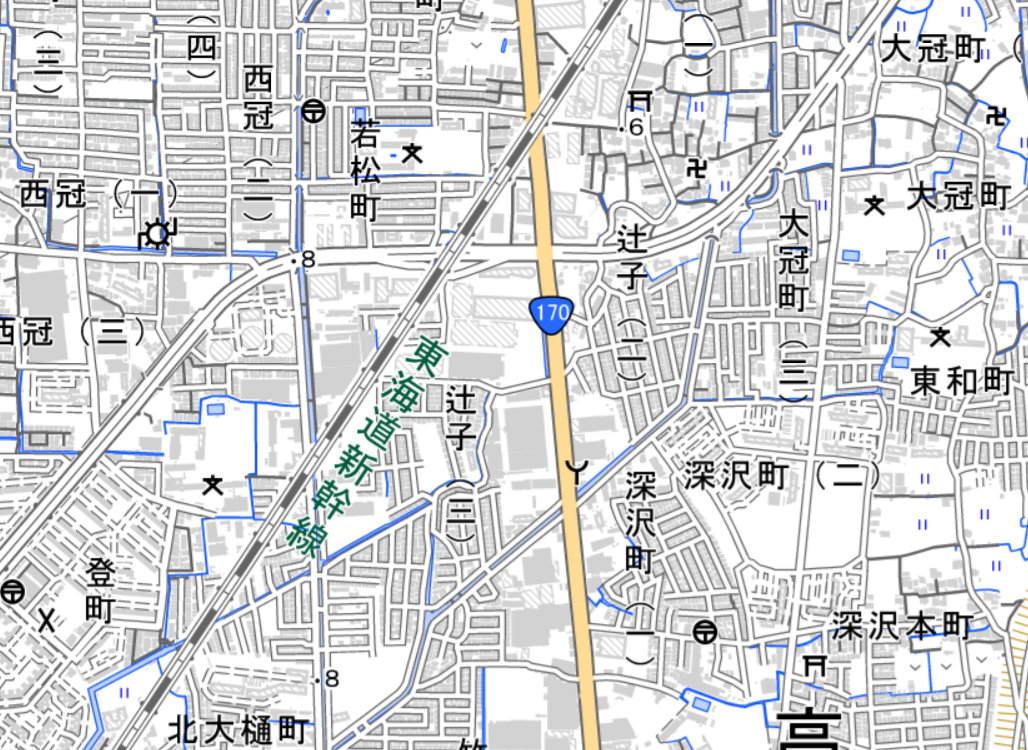 町
（三）
（四）
西冠（二）
若松町
（一）
大冠町（
.6
西冠（一）
大冠町
.8
辻子（二）
大冠町（三）
170
西冠（三）
東海道新幹線
東和町
辻子（三）
深沢町（二）
深沢町（一）
登町
深沢本町
.8
北大樋町
高